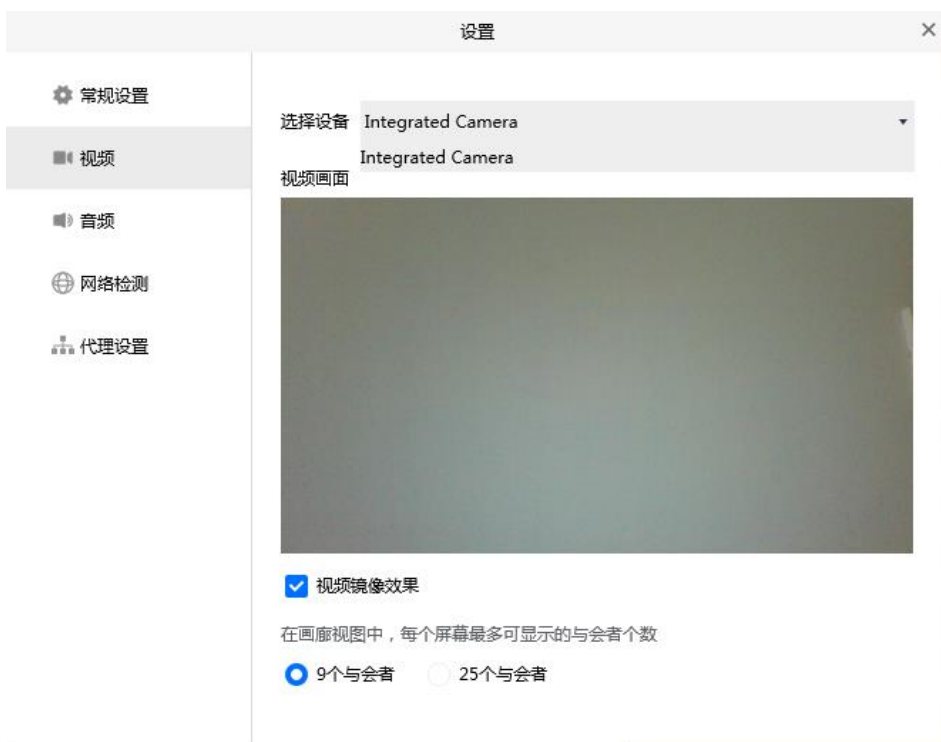 设置
常规设置
视频
音频
网络检测
代理设置
选择设备 Integrated Camera
Integrated Camera
视频画面
视频镜像效果
在画廊视图中，每个屏幕最多可显示的与会者个数
9个与会者 25个与会者